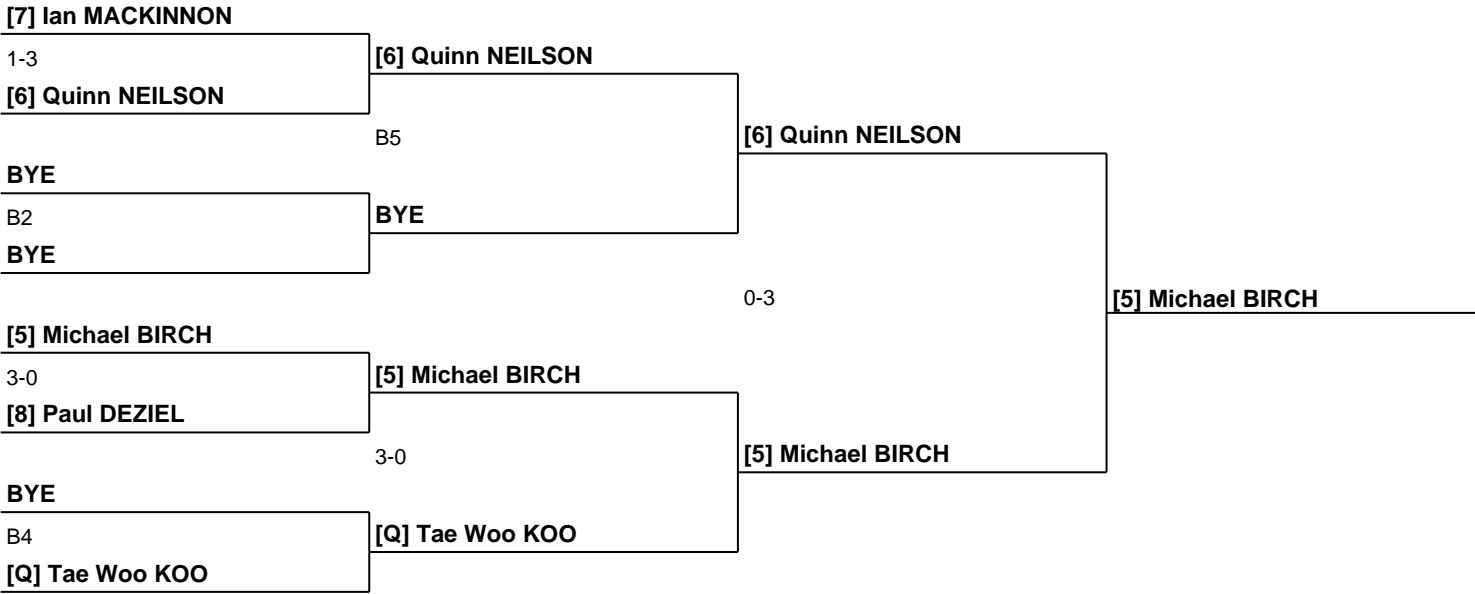 [7] Ian MACKINNON
1-3
[6] Quinn NEILSON
[6] Quinn NEILSON
B5
[6] Quinn NEILSON
BYE
B2
BYE
BYE
0-3
[5] Michael BIRCH
[5] Michael BIRCH
3-0
[5] Michael BIRCH
[8] Paul DEZIEL
3-0
[5] Michael BIRCH
BYE
B4
[Q] Tae Woo KOO
[Q] Tae Woo KOO